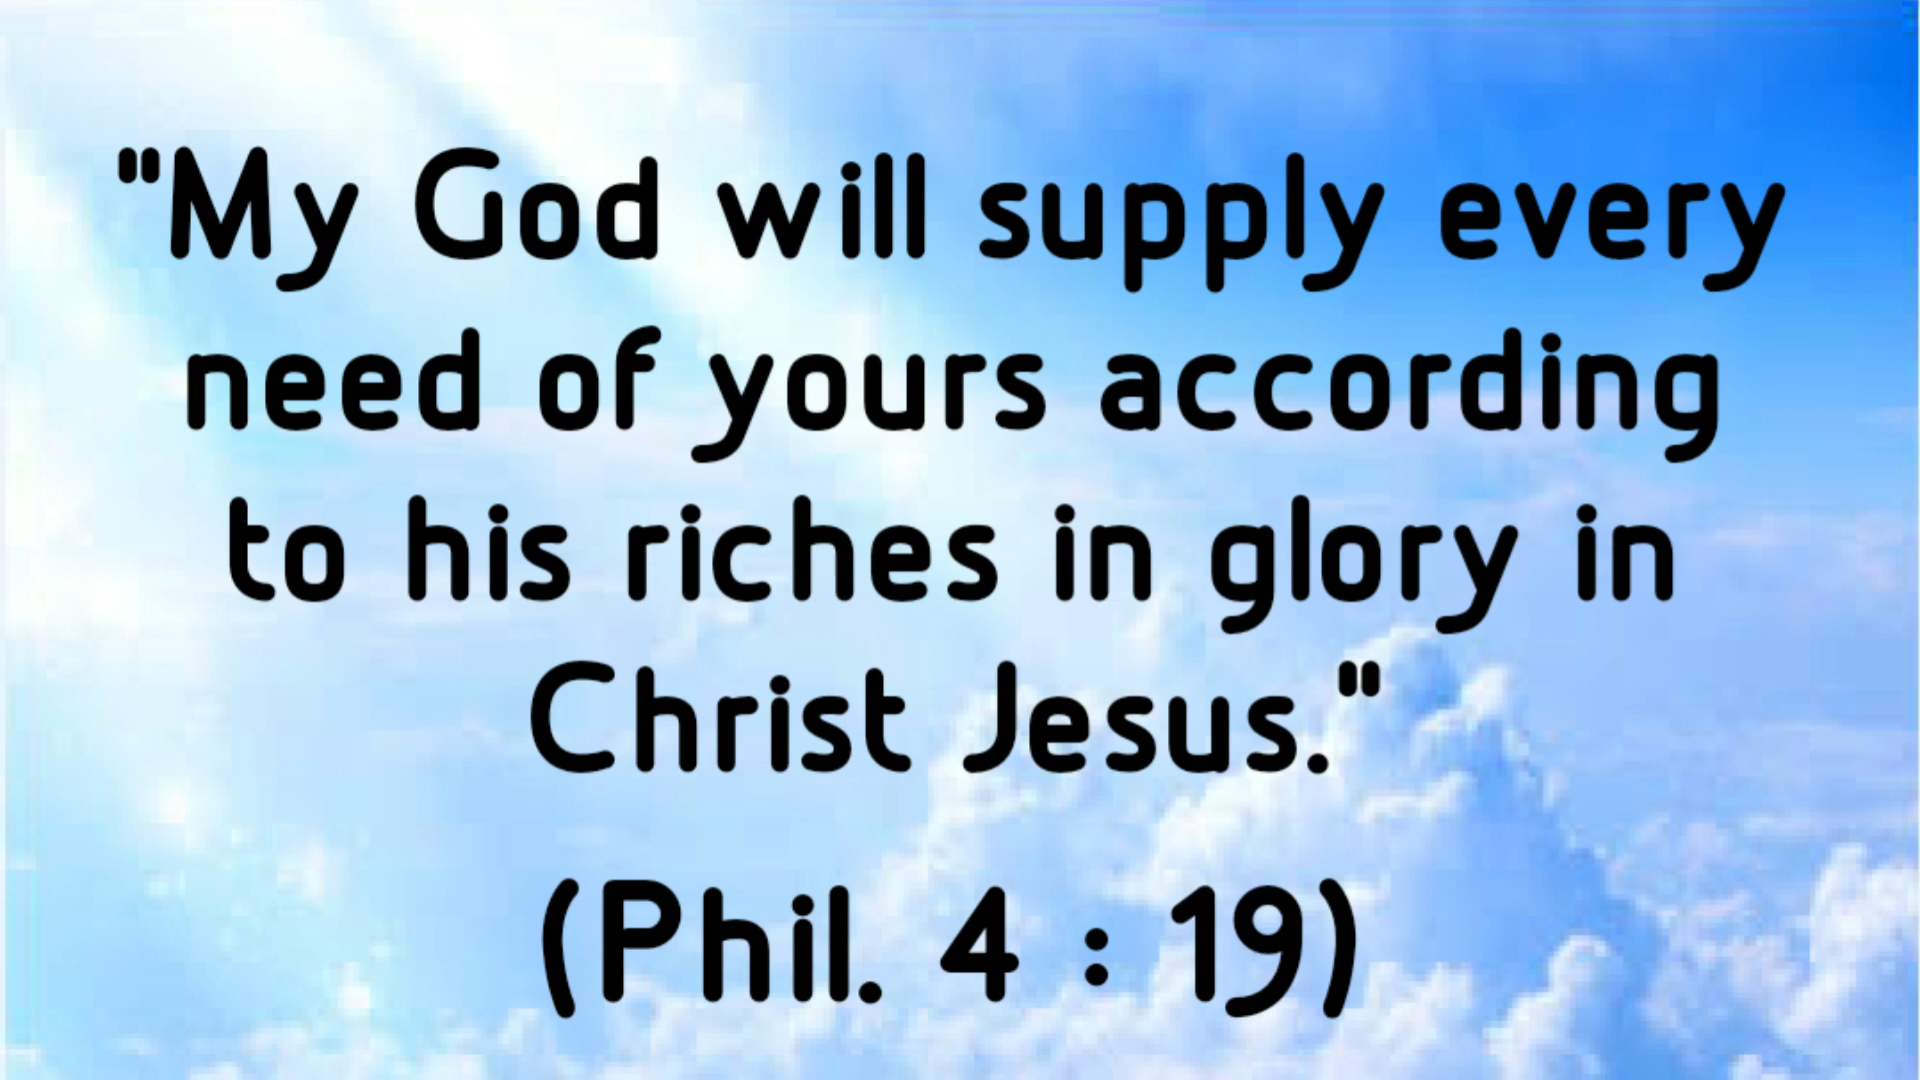 "My God will supply every
need of yours according
to his riches in glory in
Christ Jesus."
(Phil. 4 : 19)